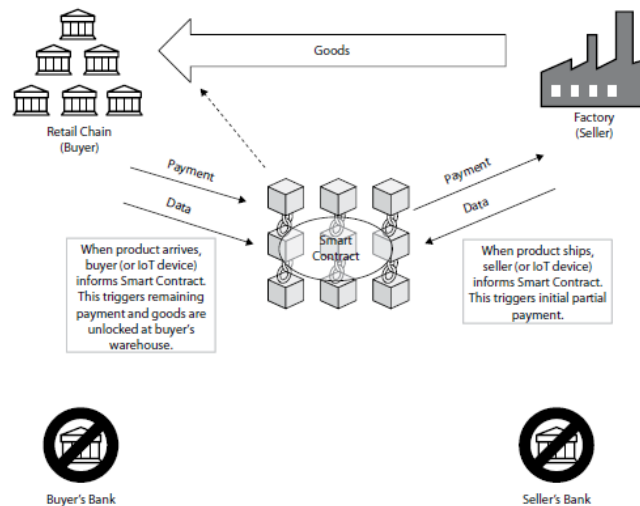 Goods
Retail Chain
(Buyer)
Factory
(Seller)
Payment
Data
Payment
Data
Smart
Contract
When product arrives,
buyer (or IoT device)
informs Smart Contract.
This triggers remaining
payment and goods are
unlocked at buyer's
warehouse.
When product ships,
seller (or IoT device)
informs Smart Contract.
This triggers initial partial
payment.
Buyer's Bank
Seller's Bank